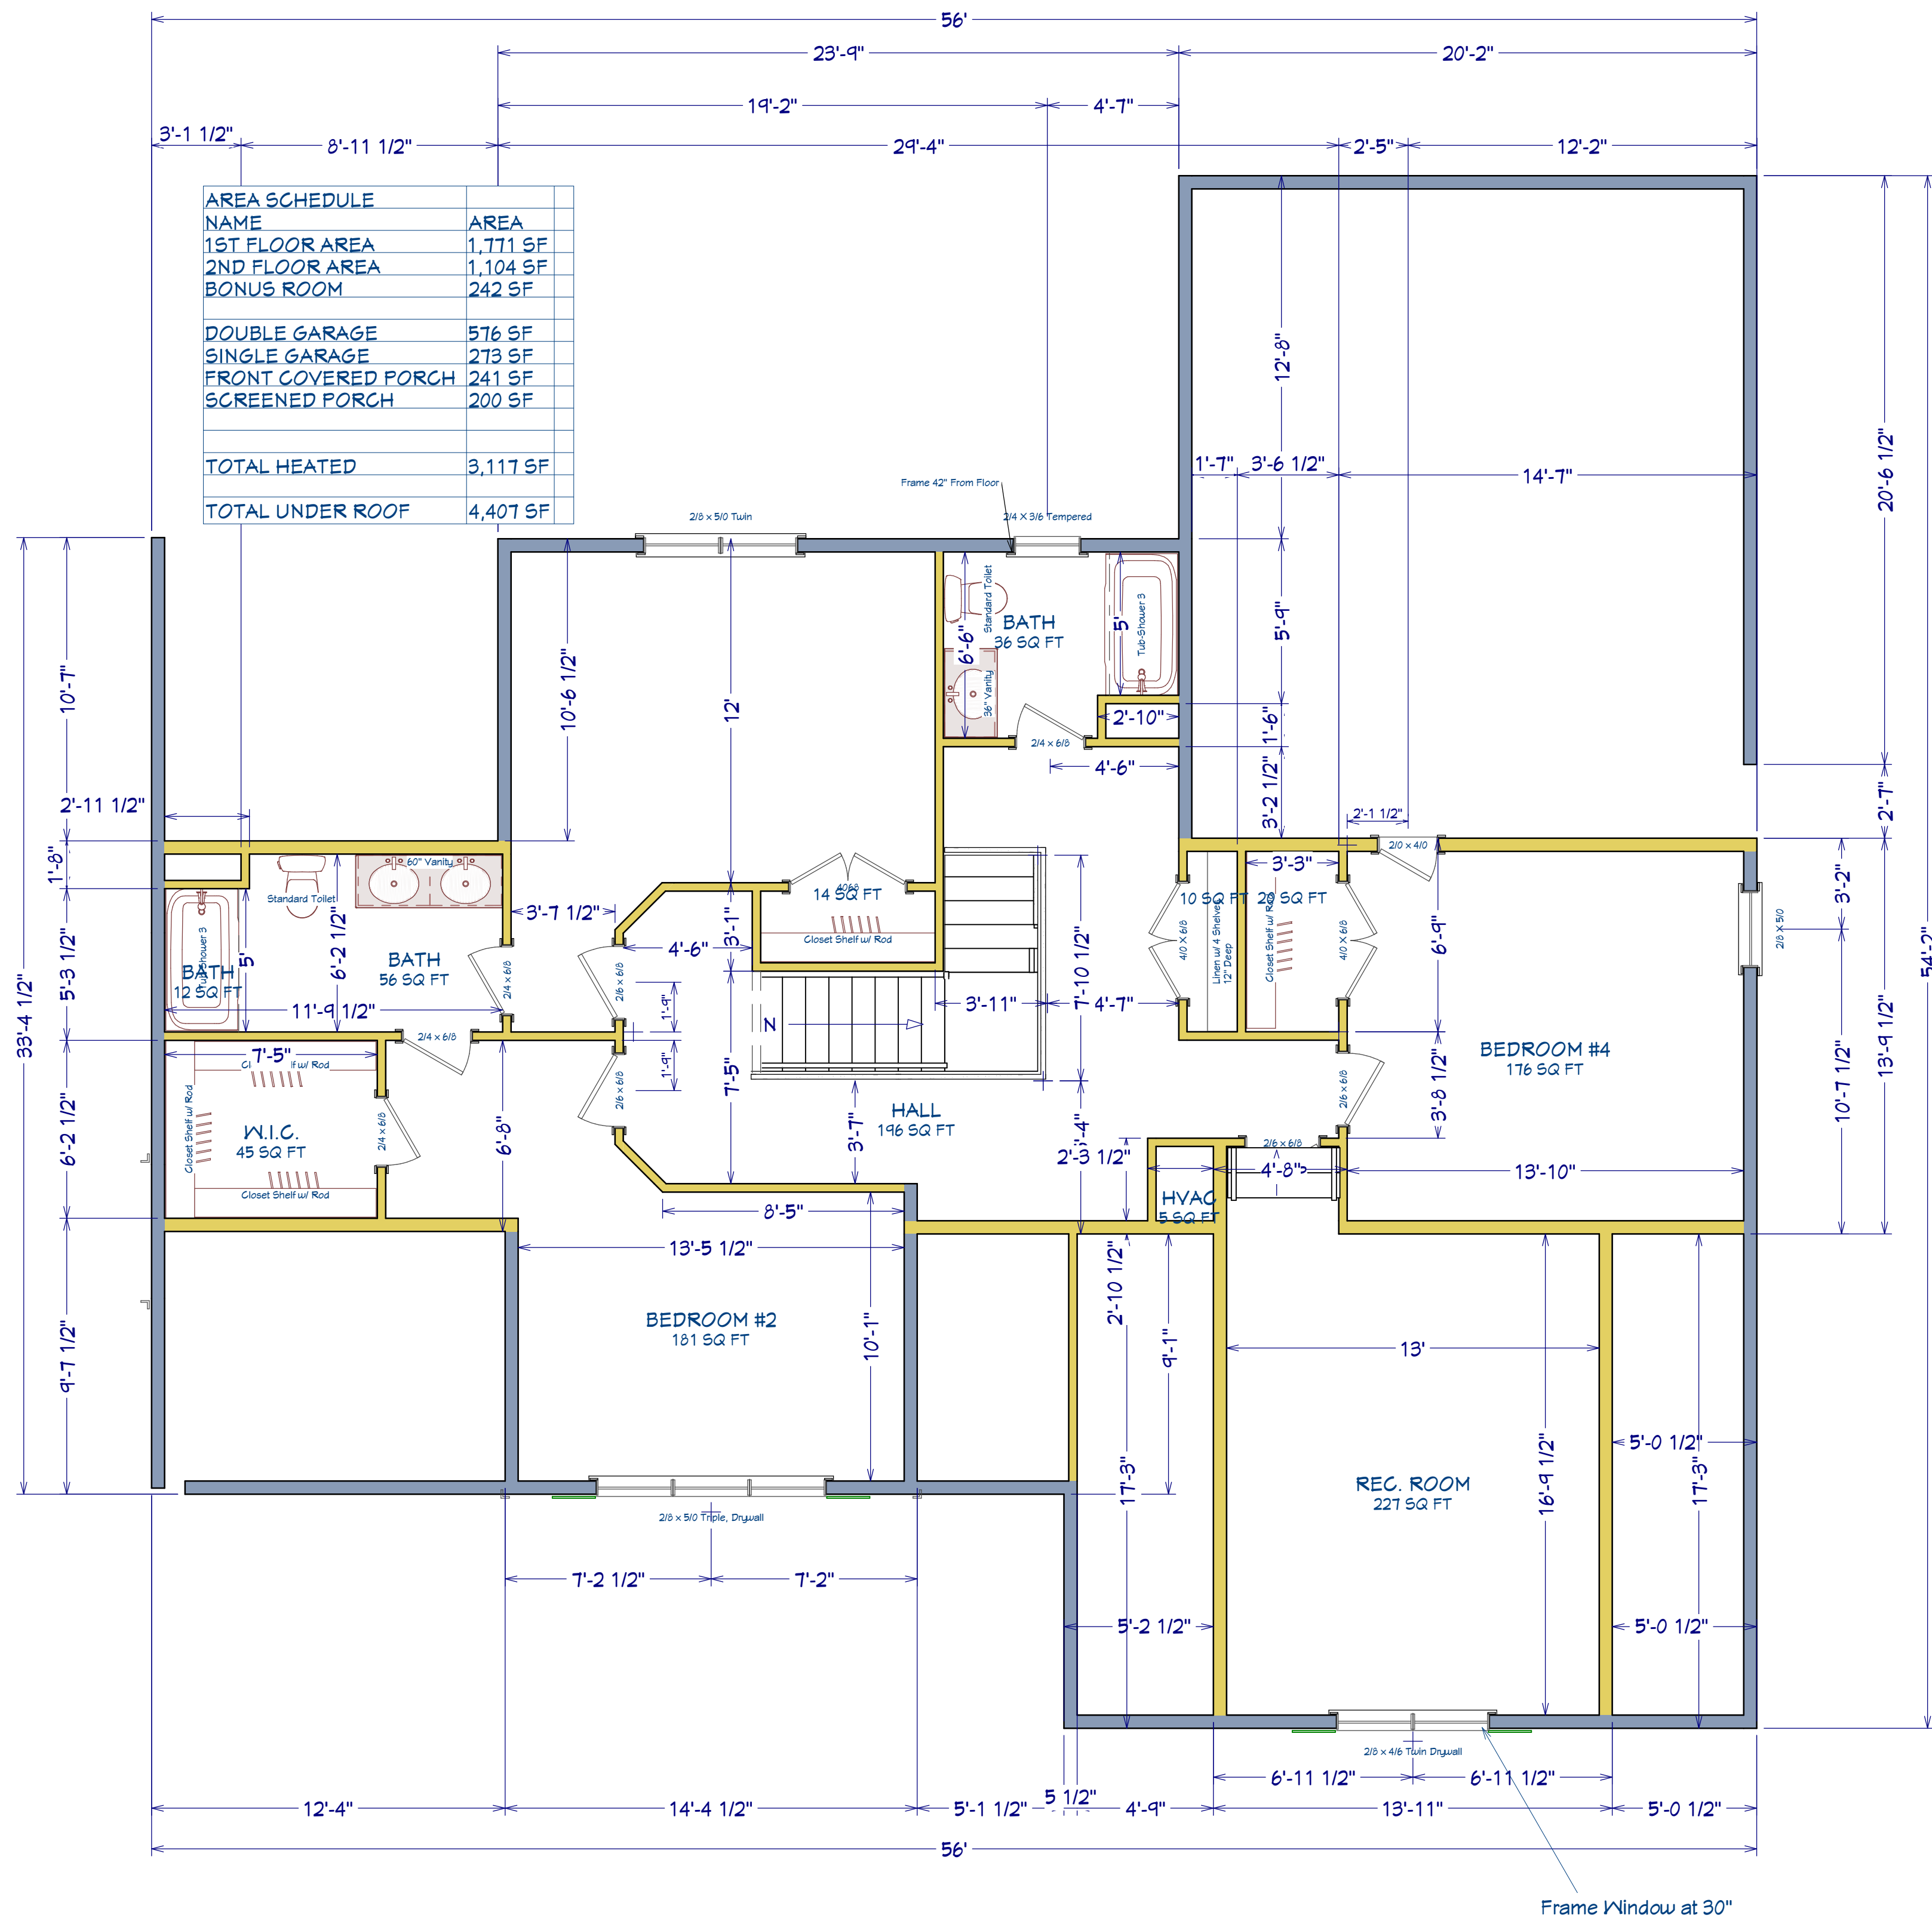 56'
23'-9" 20'-2"
19'-2" 4'-7"
3'-1 1/2" 8'-11 1/2" 29'-4" 2'-5" 12'-2"
AREA SCHEDULE
NAME AREA
1ST FLOOR AREA 1,771 SF
2ND FLOOR AREA 1,104 SF
BONUS ROOM 242 SF
DOUBLE GARAGE 576 SF
SINGLE GARAGE 273 SF
FRONT COVERED PORCH 241 SF
SCREENED PORCH 200 SF
TOTAL HEATED 3,117 SF
TOTAL UNDER ROOF 4,407 SF
12'-8"
20'-6 1/2"
1'-7" 3'-6 1/2" 14'-7"
Frame 42" From Floor
2/8 x 5/0 Twin
2/4 X 3/6 Tempered
Standard Toilet
BATH
36 SQ FT
6'-6"
5'
Tub-Shower 3
36" Vanity
5'-9"
10'-7"
10'-6 1/2"
12'
2'-10"
1'-6"
2/4 x 6/8
4'-6"
3'-2 1/2"
2'-7"
2'-11 1/2"
2'-1 1/2"
2/0 x 4/0
1'-8"
60" Vanity
Standard Toilet
3'-7 1/2"
4068
14 SQ FT
Closet Shelf w/ Rod
3'-1"
4'-6"
3'-3"
10 SQ FT
20 SQ FT
4/0 X 6/8
Linen w/ 4 Shelves
12" Deep
Closet Shelf w/ Rod
4/0 X 6/8
6'-9"
3'-2"
2/8 x 5/0
54'-2"
33'-4 1/2"
5'-3 1/2"
BATH
12 SQ FT
Tub-Shower 3
5'
6'-2 1/2"
BATH
56 SQ FT
2/4 x 6/8
2/6 x 6/8
11'-9 1/2"
1'-9"
3'-11"
7'-10 1/2"
4'-7"
2/4 x 6/8
N
1'-9"
7'-5"
7'-5"
Closet Shelf w/ Rod
2/6 x 6/8
BEDROOM #4
176 SQ FT
2/6 x 6/8
3'-8 1/2"
10'-7 1/2"
13'-9 1/2"
6'-2 1/2"
Closet Shelf w/ Rod
W.I.C.
45 SQ FT
2/4 x 6/8
6'-8"
HALL
196 SQ FT
3'-7"
2'-3 1/2"
2/6 x 6/8
4'-8"
13'-10"
Closet Shelf w/ Rod
HVAC
5 SQ FT
8'-5"
13'-5 1/2"
2'-10 1/2"
9'-7 1/2"
BEDROOM #2
181 SQ FT
10'-1"
9'-1"
13'
17'-3"
REC. ROOM
227 SQ FT
16'-9 1/2"
5'-0 1/2"
17'-3"
2/8 x 5/0 Triple, Drywall
7'-2 1/2" 7'-2"
5'-2 1/2"
5'-0 1/2"
2/8 x 4/6 Twin Drywall
6'-11 1/2" 6'-11 1/2"
12'-4" 14'-4 1/2" 5'-1 1/2" 5 1/2" 4'-9" 13'-11" 5'-0 1/2"
56'
Frame Window at 30"